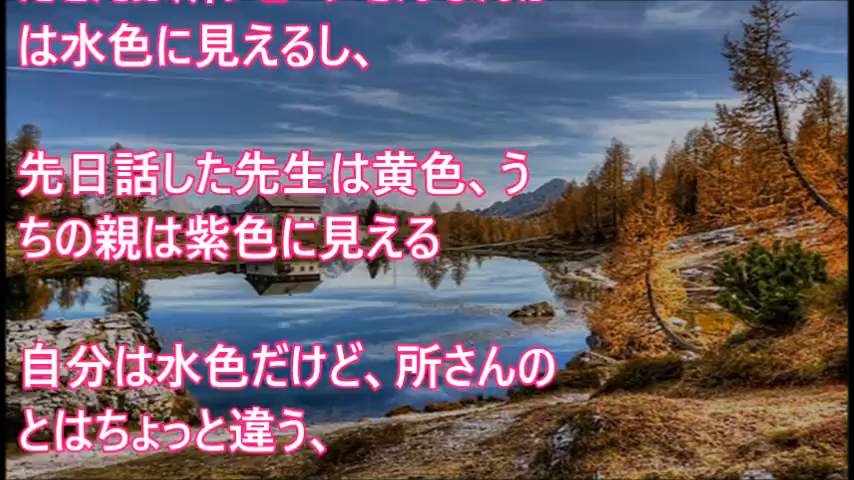 は水色に見えるし、
先日話した先生は黄色、う
ちの親は紫色に見える
自分は水色だけど、所さんの
とはちょっと違う、